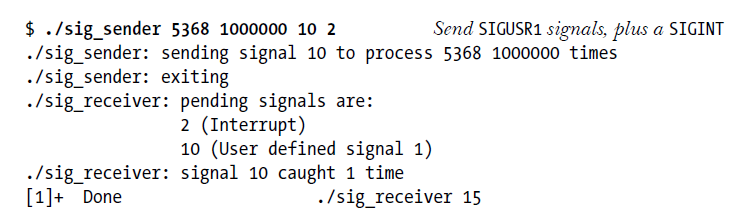 $ ./sig_sender 5368 1000000 10 2 Send SIGUSR1 signals, plus a SIGINT
./sig_sender: sending signal 10 to process 5368 1000000 times
./sig_sender: exiting
./sig_receiver: pending signals are:
2 (Interrupt)
10 (User defined signal 1)
./sig_receiver: signal 10 caught 1 time
[1]+ Done ./sig_receiver 15